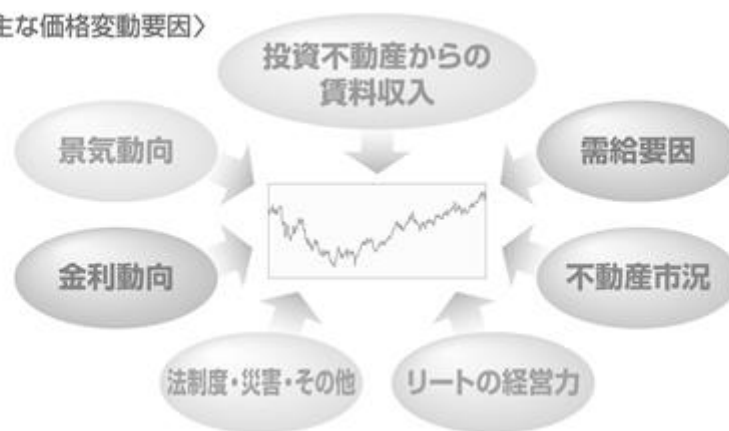 主な価格変動要因〉
投資不動産からの
賃料収入
景気動向
需給要因
金利動向
不動産市況
法制度・災害・その他
リートの経営力